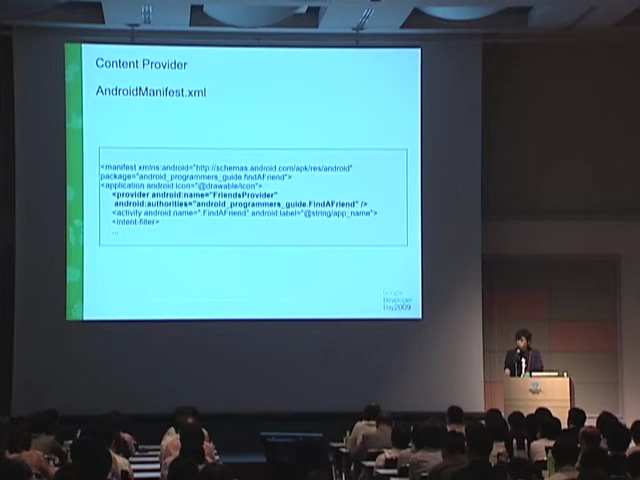 Content Provider
AndroidManifest.xml
<manifest xmlns:android="http://schemas.android.com/apk/res/android"
package="android_programmers_guide.findAFriend">
<application android:icon="@drawable/icon">
<provider android:name="FriendsProvider"
android:authorities="android_programmers_guide.FindAFriend" />
<activity android:name=".FindAFriend" android:label="@string/app_name">
<intent-filter>
...
Google
Developer
Day2009